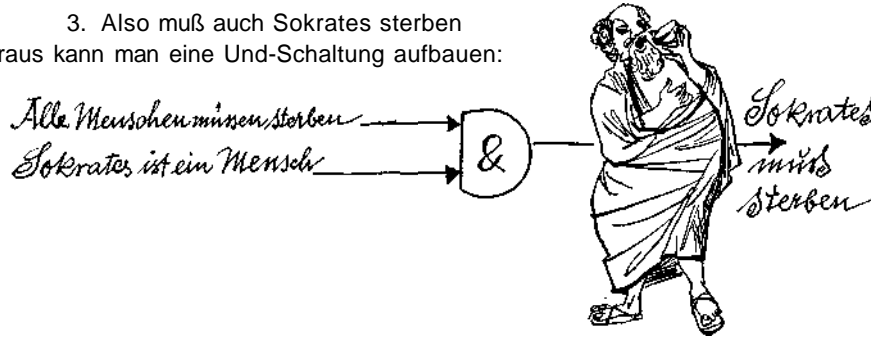 3. Also muß auch Sokrates sterben
raus kann man eine Und-Schaltung aufbauen:
Alle Menschen müssen sterben
Sokrates ist ein Mensch
&
Sokrates
muß
sterben